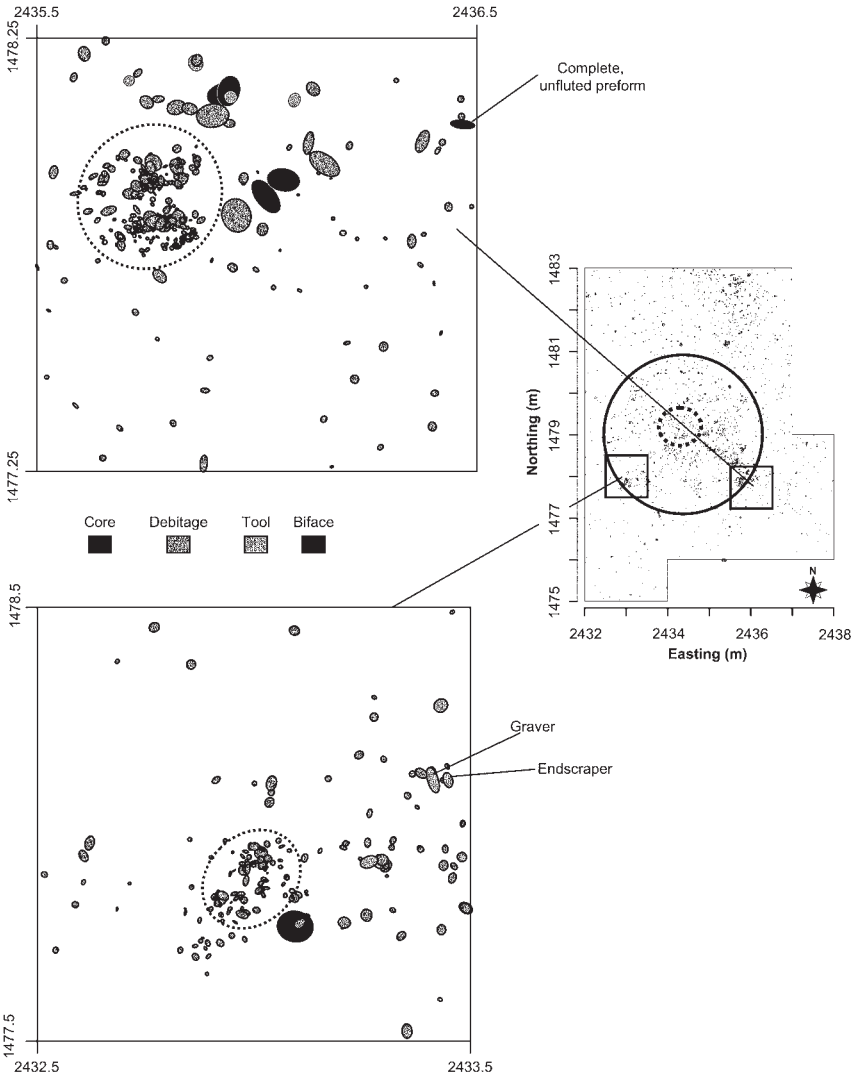 2435.5
2436.5
1478.25
1477.25
Complete,
unfluted preform
Core
Debitage
Tool
Biface
1483
1481
1479
1477
1475
Northing (m)
N
2432
2434
2436
2438
Easting (m)
1478.5
1477.5
Graver
Endscraper
2432.5
2433.5